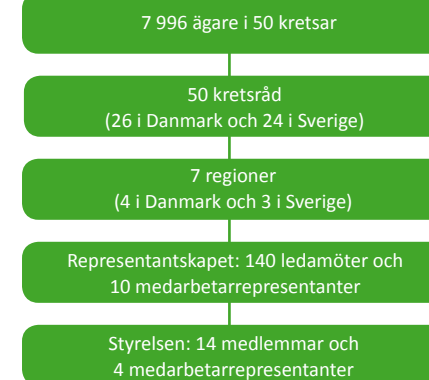 7 996 ägare i 50 kretsar
50 kretsråd
(26 i Danmark och 24 i Sverige)
7 regioner
(4 i Danmark och 3 i Sverige)
Representantskapet: 140 ledamöter och
10 medarbetarrepresentanter
Styrelsen: 14 medlemmar och
4 medarbetarrepresentanter